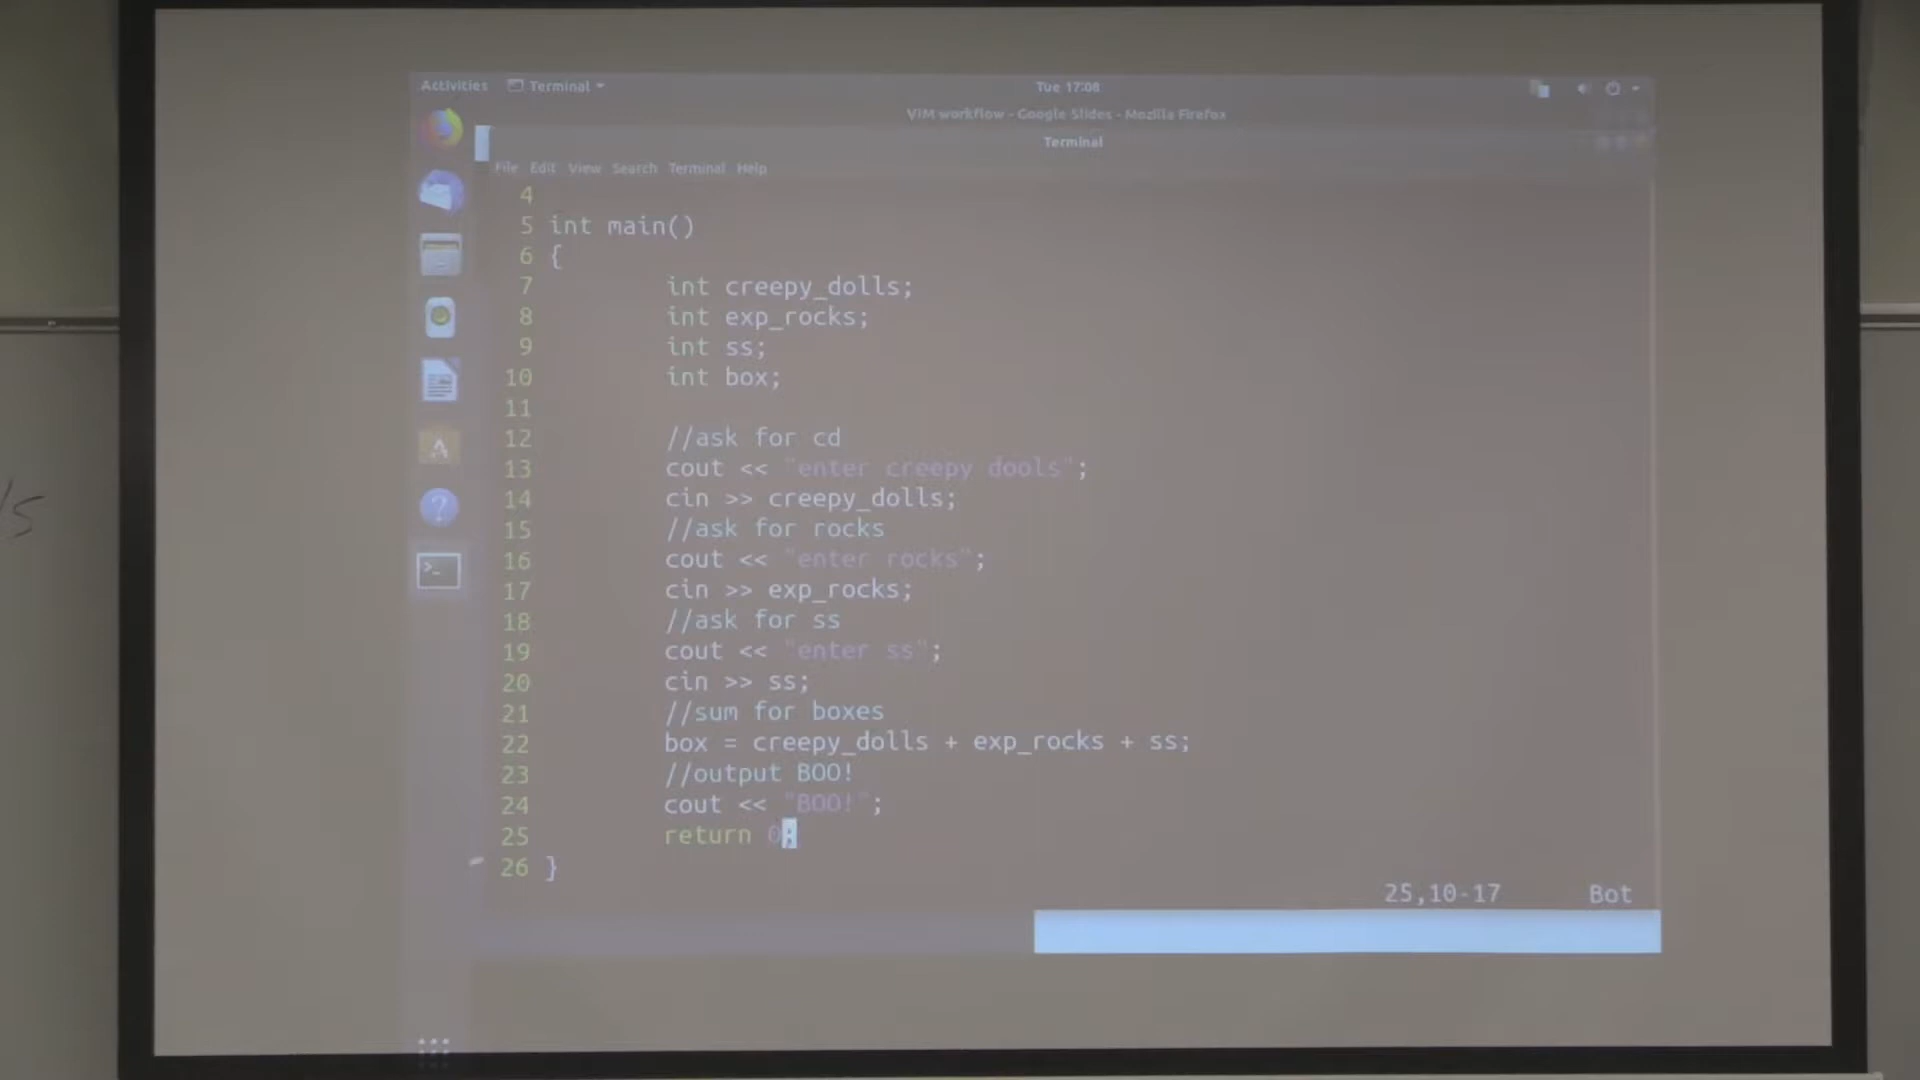 Activities Terminal Tue 17:08
VIM workflow - Google Slides - Mozilla Firefox
Terminal
File Edit View Search Terminal Help
4
5 int main()
6 {
7 int creepy_dolls;
8 int exp_rocks;
9 int ss;
10 int box;
11
12 //ask for cd
13 cout << "enter creepy dools";
14 cin >> creepy_dolls;
15 //ask for rocks
16 cout << "enter rocks";
17 cin >> exp_rocks;
18 //ask for ss
19 cout << "enter ss";
20 cin >> ss;
21 //sum for boxes
22 box = creepy_dolls + exp_rocks + ss;
23 //output BOO!
24 cout << "BOO!";
25 return 0;
26 }
25,10-17 Bot